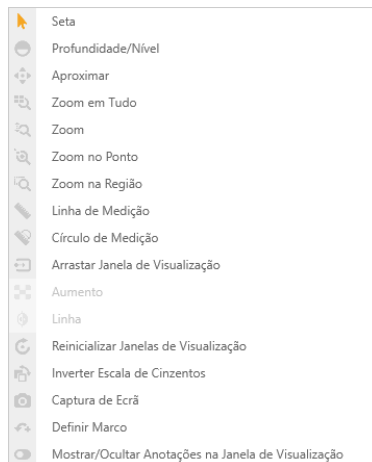 Seta
Profundidade/Nível
Aproximar
Zoom em Tudo
Zoom
Zoom no Ponto
Zoom na Região
Linha de Medição
Círculo de Medição
Arrastar Janela de Visualização
Aumento
Linha
Reinicializar Janelas de Visualização
Inverter Escala de Cinzentos
Captura de Ecrã
Definir Marco
Mostrar/Ocultar Anotações na Janela de Visualização